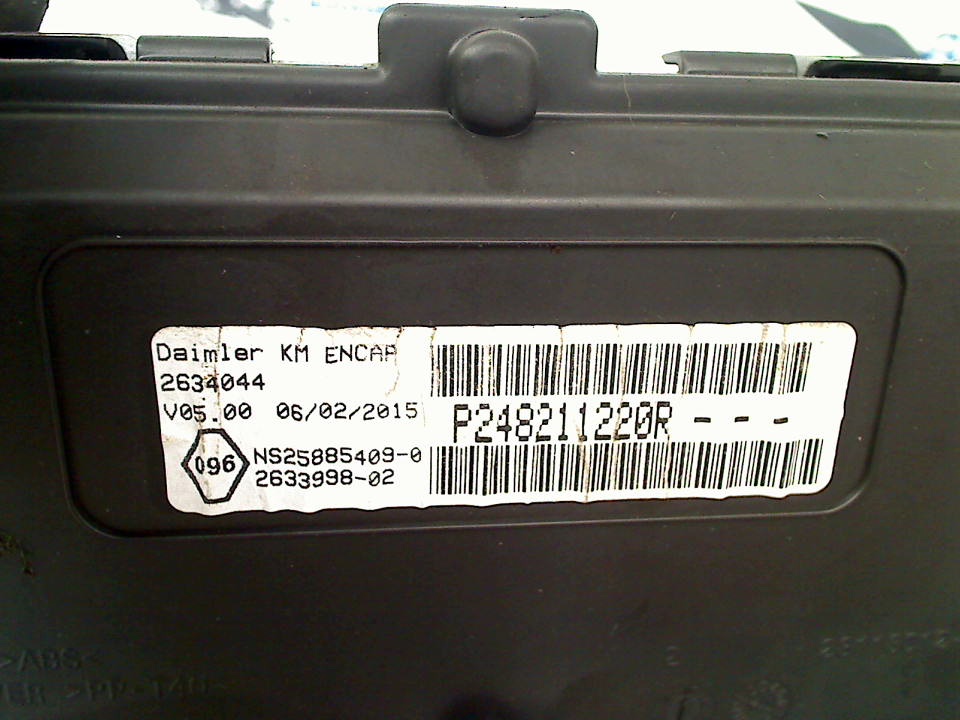 Daimler KM ENCAP
2634044
V05.00 06/02/2015
P248211220R - - -
096
NS25885409-0
2633998-02
>ABS<